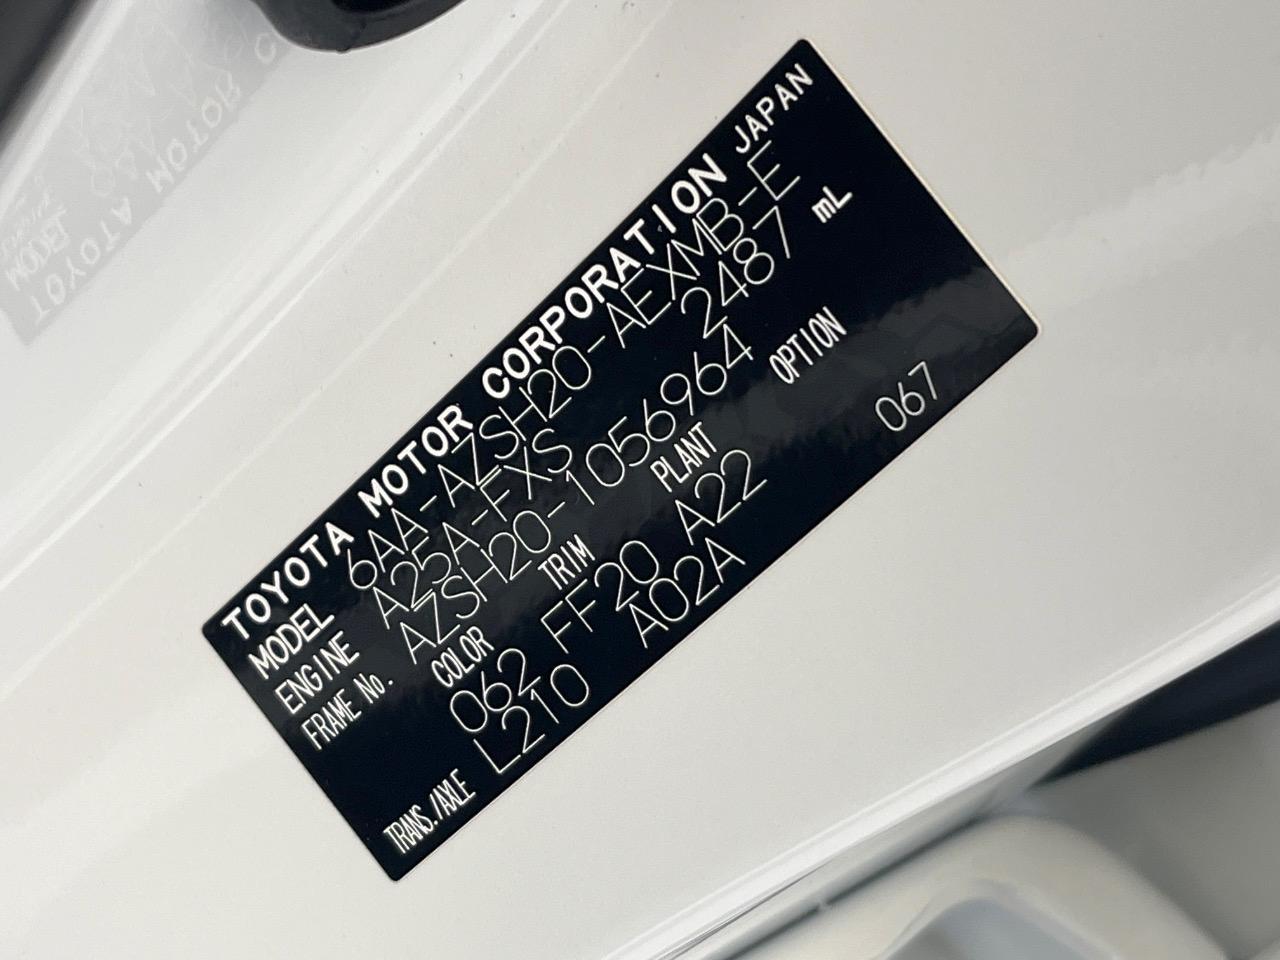 TOYOTA MOTOR CORPORATION JAPAN
MODEL 6AA-AZSH20-AEXMB-E
ENGINE A25A-FXS 2487 mL
FRAME No. AZSH20-1056964
COLOR TRIM PLANT OPTION
062 FF20 A22 067
TRANS./AXLE L210 A02A